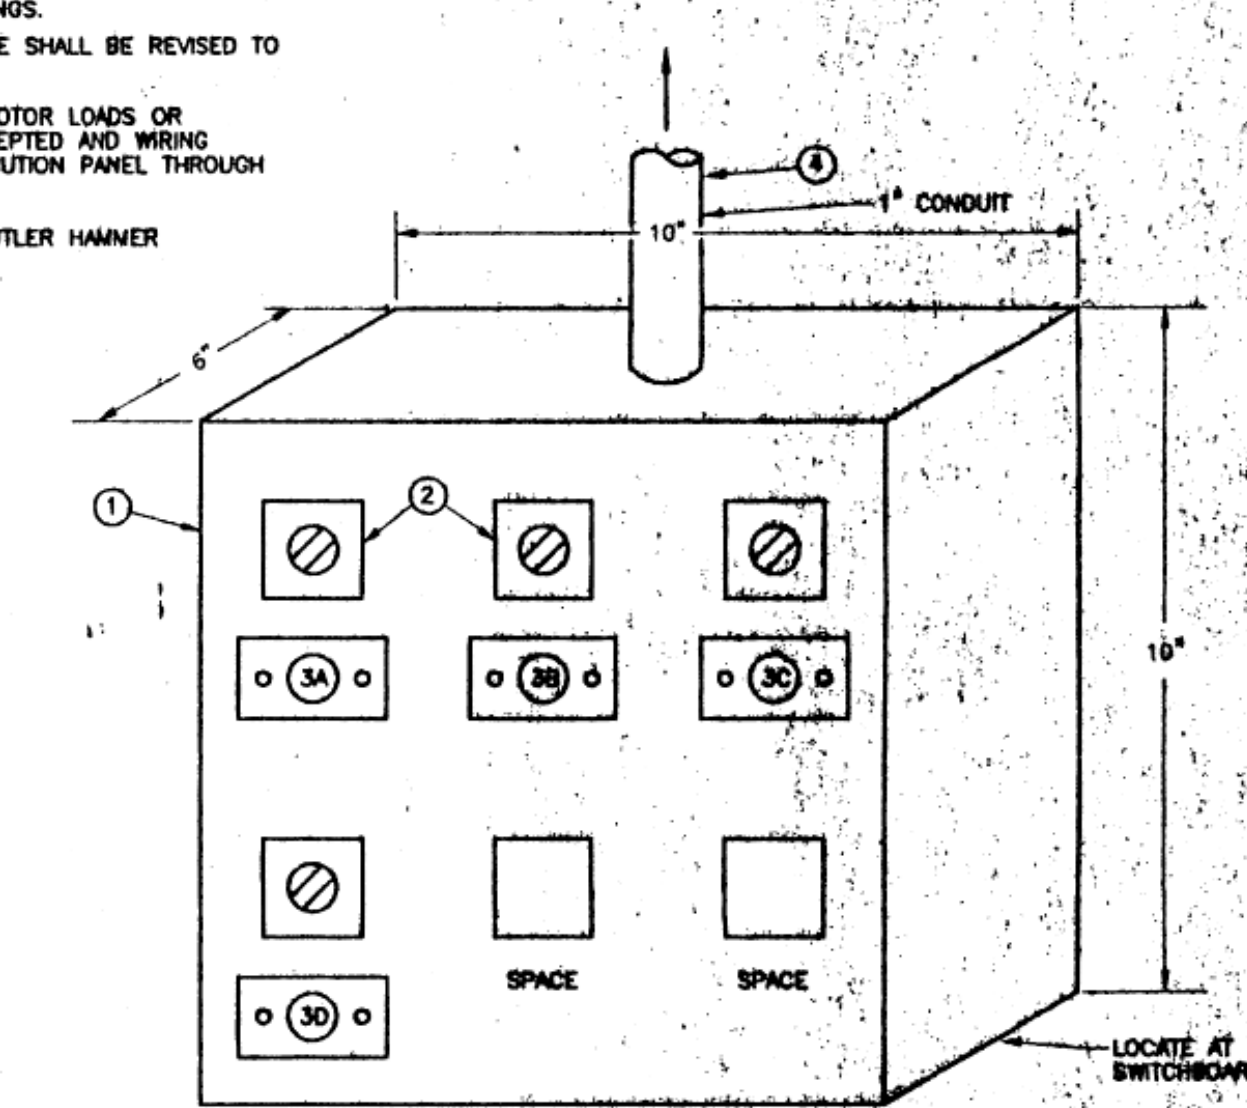 NGS.
E SHALL BE REVISED TO
OTOR LOADS OR
EPTED AND WIRING
UTION PANEL THROUGH
TLER HAMMER
4
1" CONDUIT
10"
6"
1
2
3A
3B
3C
10"
SPACE
SPACE
3D
LOCATE AT
SWITCHBOAR